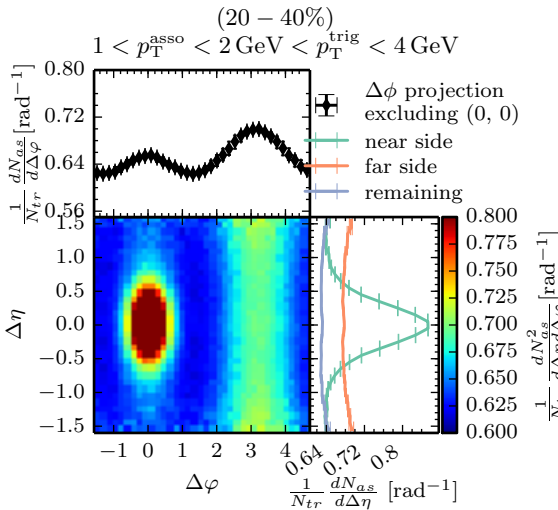 (20 − 40%)
1 < p_T^asso < 2 GeV < p_T^trig < 4 GeV
0.80
0.72
0.64
0.56
1/N_tr dN_as/dΔφ [rad⁻¹]
Δϕ projection
excluding (0, 0)
near side
far side
remaining
1.5
1.0
0.5
0.0
−0.5
−1.0
−1.5
Δη
−1 0 1 2 3 4
Δφ
0.64 0.72 0.8
1/N_tr dN_as/dΔη [rad⁻¹]
0.800
0.775
0.750
0.725
0.700
0.675
0.650
0.625
0.600
1/N_tr dN²_as/dΔηdΔφ [rad⁻¹]